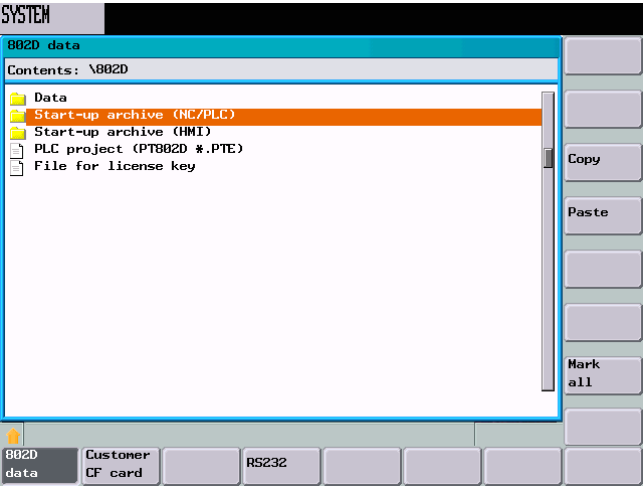 SYSTEM
802D data
Contents: \802D
Data
Start-up archive (NC/PLC)
Start-up archive (HMI)
PLC project (PT802D *.PTE)
File for license key
Copy
Paste
Mark
all
802D
data
Customer
CF card
RS232